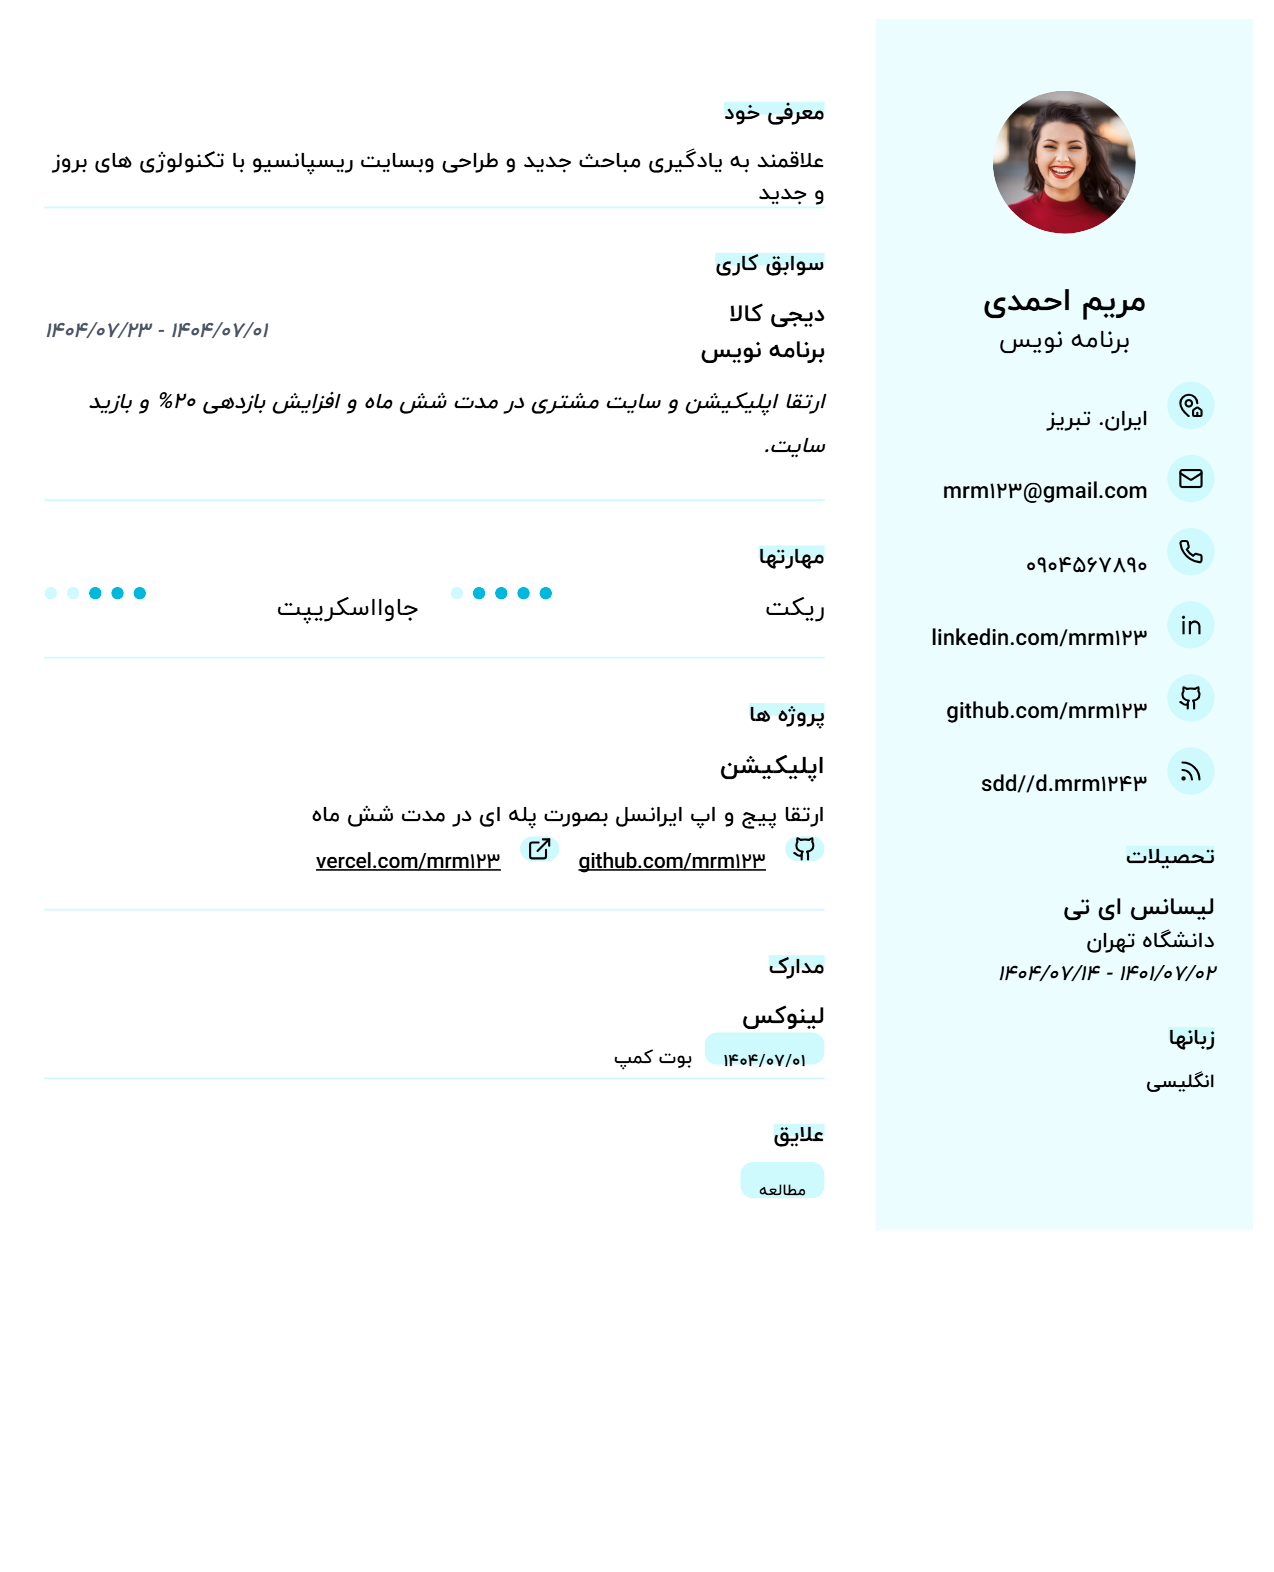 مریم احمدی
برنامه نویس
ایران. تبریز
mrm۱۲۳@gmail.com
۰۹۰۴۵۶۷۸۹۰
linkedin.com/mrm۱۲۳
github.com/mrm۱۲۳
sdd//d.mrm۱۲۴۳
تحصیلات
لیسانس ای تی
دانشگاه تهران
۱۴۰۱/۰۷/۰۲ - ۱۴۰۴/۰۷/۱۴
زبانها
انگلیسی
معرفی خود
علاقمند به یادگیری مباحث جدید و طراحی وبسایت ریسپانسیو با تکنولوژی های بروز
و جدید
سوابق کاری
دیجی کالا
۱۴۰۴/۰۷/۰۱ - ۱۴۰۴/۰۷/۲۳
برنامه نویس
ارتقا اپلیکیشن و سایت مشتری در مدت شش ماه و افزایش بازدهی ۲۰% و بازید
سایت.
مهارتها
ریکت
جاوااسکریپت
پروژه ها
اپلیکیشن
ارتقا پیج و اپ ایرانسل بصورت پله ای در مدت شش ماه
github.com/mrm۱۲۳ vercel.com/mrm۱۲۳
مدارک
لینوکس
۱۴۰۴/۰۷/۰۱ بوت کمپ
علایق
مطالعه